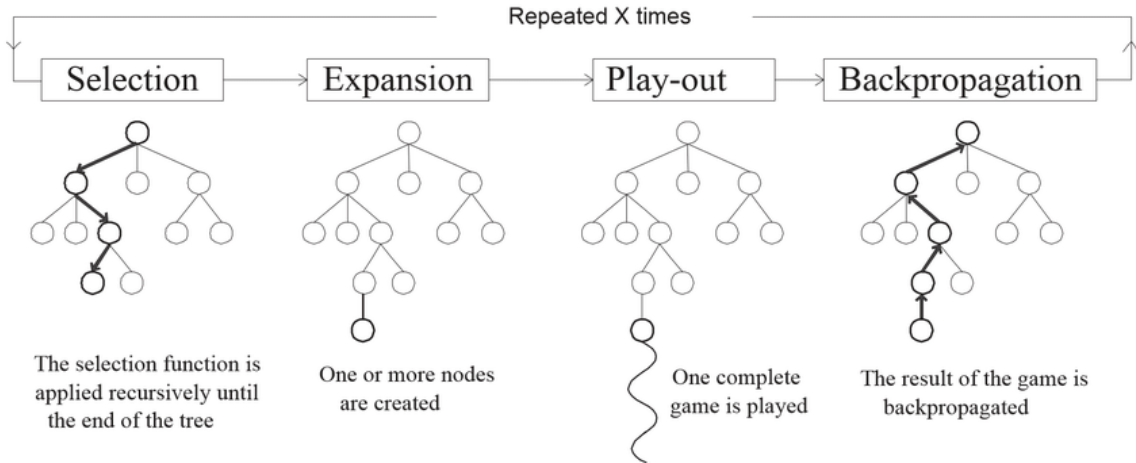 Repeated X times
Selection
Expansion
Play-out
Backpropagation
The selection function is
applied recursively until
the end of the tree
One or more nodes
are created
One complete
game is played
The result of the game is
backpropagated